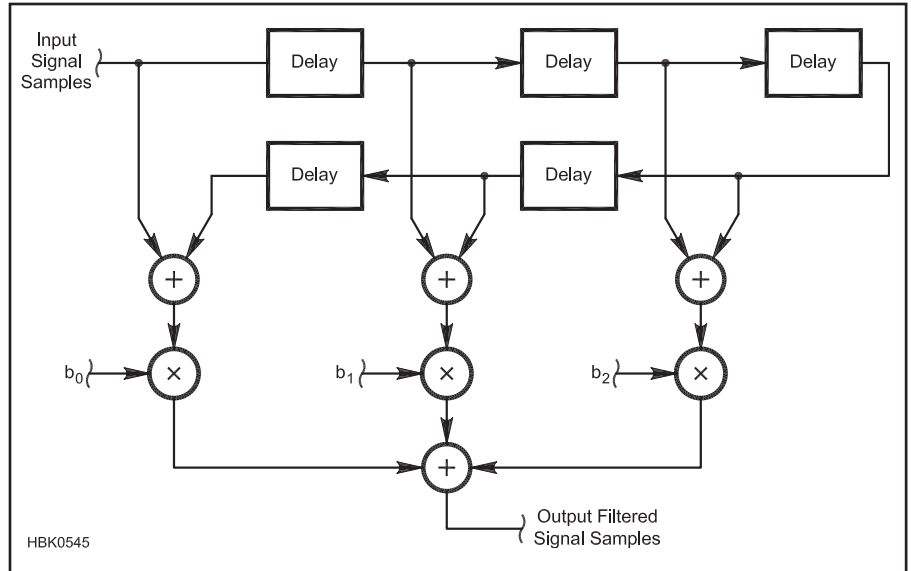 Input
Signal
Samples
Delay
Delay
Delay
Delay
Delay
+
+
+
b0
×
b1
×
b2
×
+
Output Filtered
Signal Samples
HBK0545